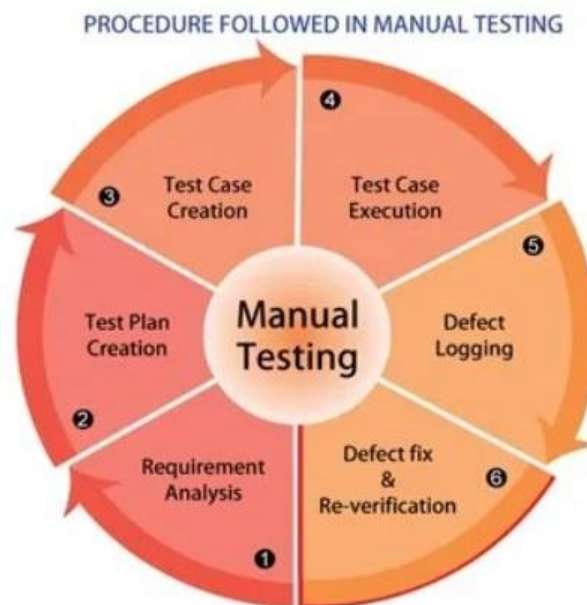 PROCEDURE FOLLOWED IN MANUAL TESTING
Manual
Testing
1
Requirement
Analysis
2
Test Plan
Creation
3
Test Case
Creation
4
Test Case
Execution
5
Defect
Logging
6
Defect fix
&
Re-verification